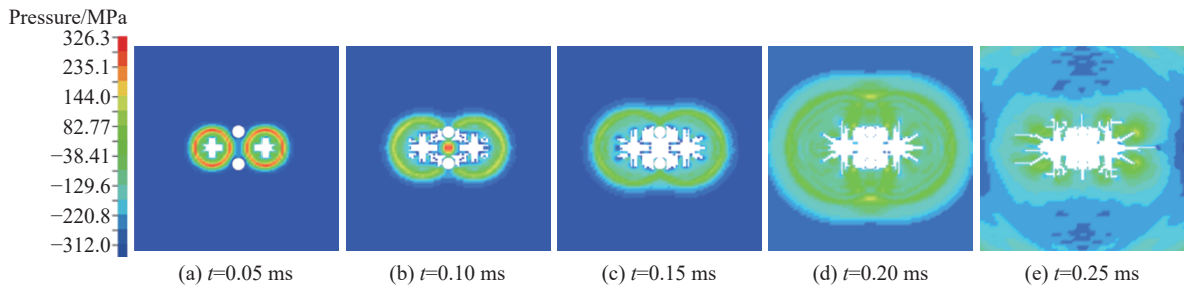 Pressure/MPa
326.3
235.1
144.0
82.77
−38.41
−129.6
−220.8
−312.0
(a) t=0.05 ms
(b) t=0.10 ms
(c) t=0.15 ms
(d) t=0.20 ms
(e) t=0.25 ms